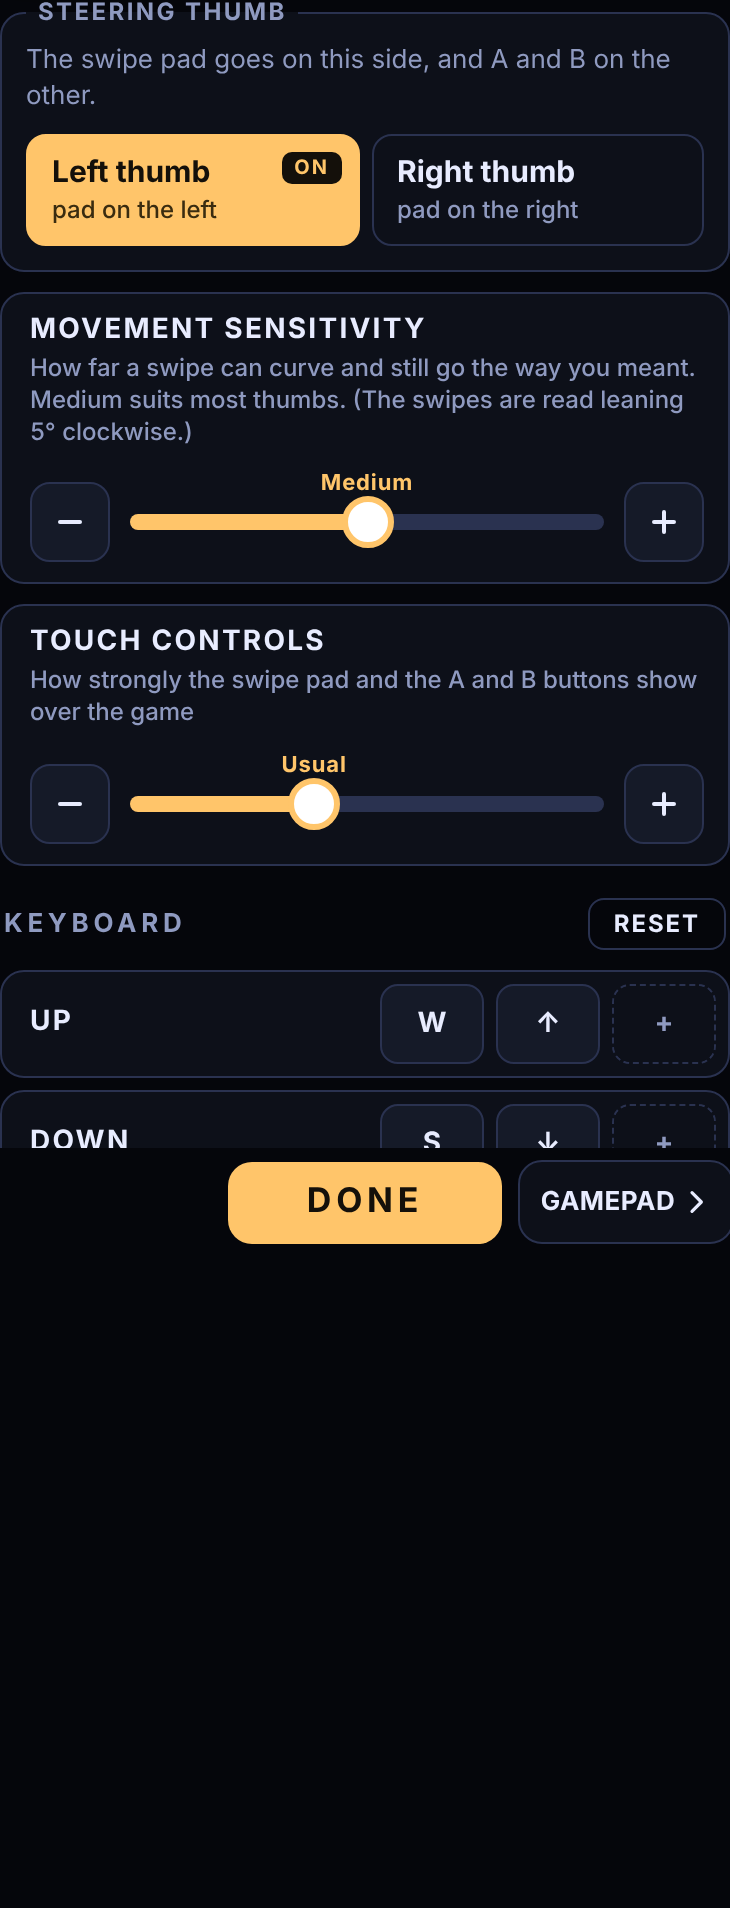 STEERING THUMB
The swipe pad goes on this side, and A and B on the
other.
Left thumb
ON
pad on the left
Right thumb
pad on the right
MOVEMENT SENSITIVITY
How far a swipe can curve and still go the way you meant.
Medium suits most thumbs. (The swipes are read leaning
5° clockwise.)
Medium
−
+
TOUCH CONTROLS
How strongly the swipe pad and the A and B buttons show
over the game
Usual
−
+
KEYBOARD
RESET
UP
W
↑
+
DOWN
S
↓
+
DONE
GAMEPAD >